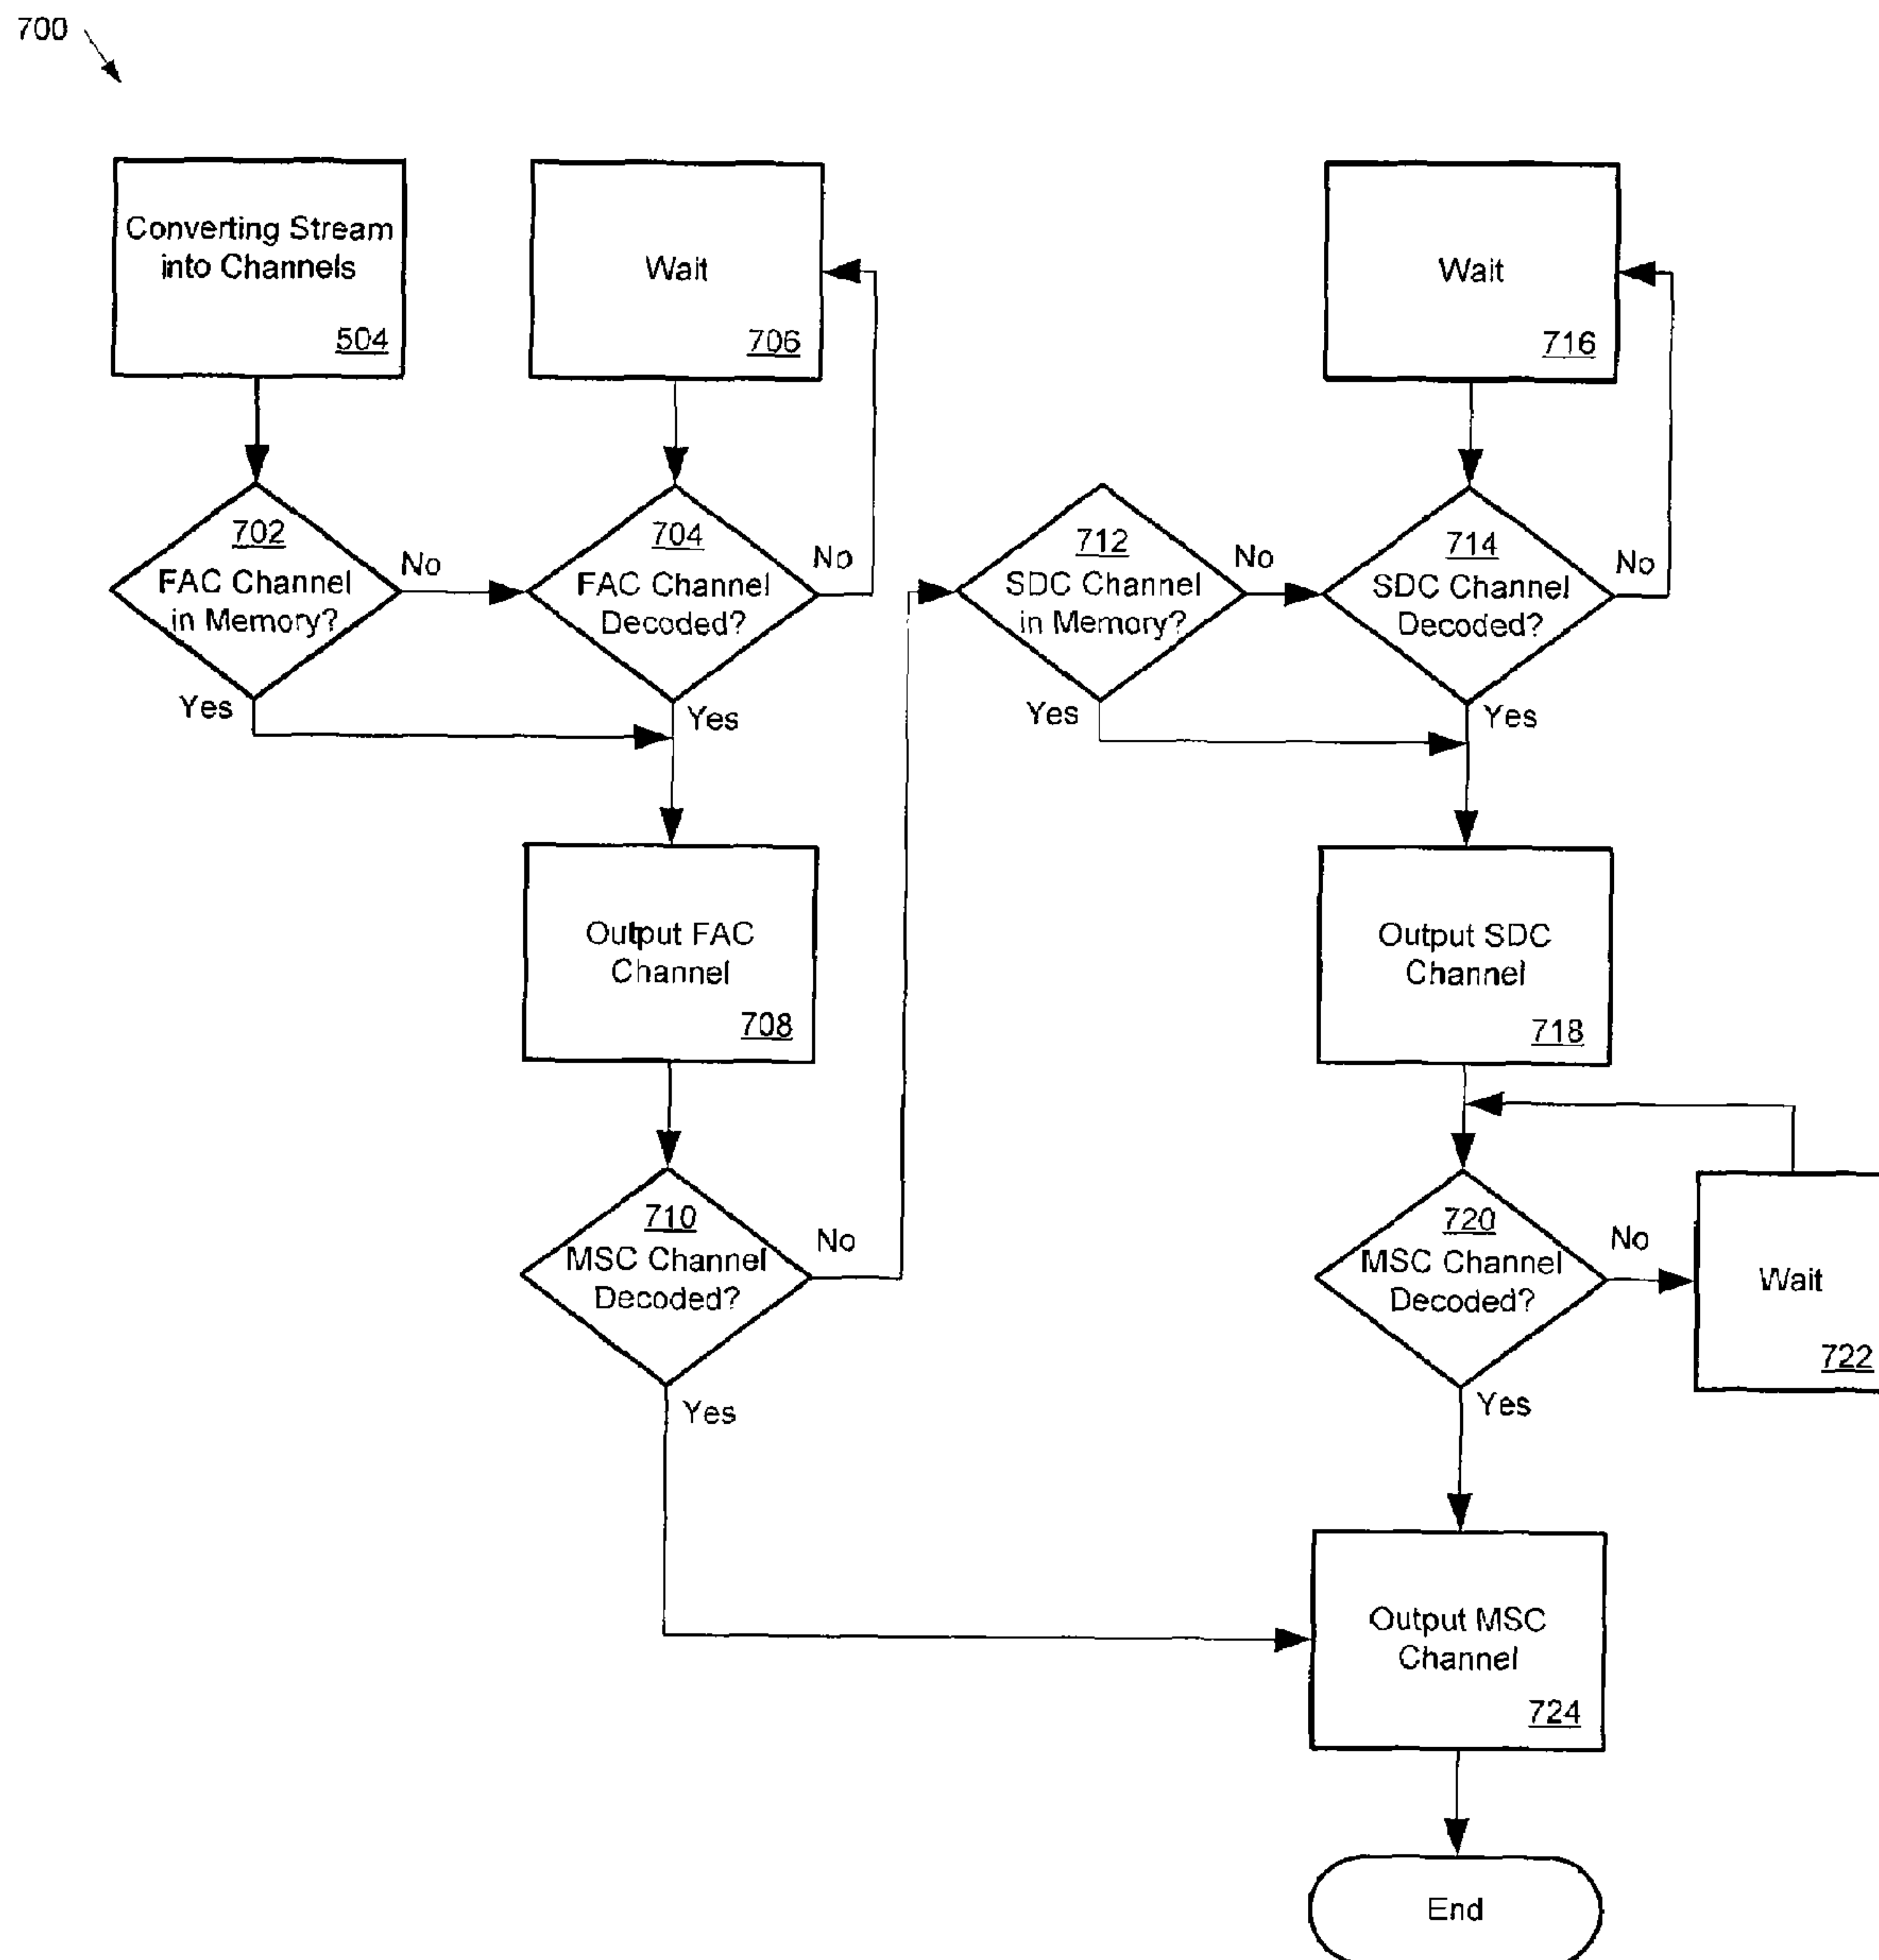 700
Converting Stream
into Channels
504
Wait
706
Wait
716
702
FAC Channel
in Memory?
No
Yes
704
FAC Channel
Decoded?
No
Yes
712
SDC Channel
in Memory?
No
Yes
714
SDC Channel
Decoded?
No
Yes
Output FAC
Channel
708
Output SDC
Channel
718
710
MSC Channel
Decoded?
No
Yes
720
MSC Channel
Decoded?
No
Yes
Wait
722
Output MSC
Channel
724
End